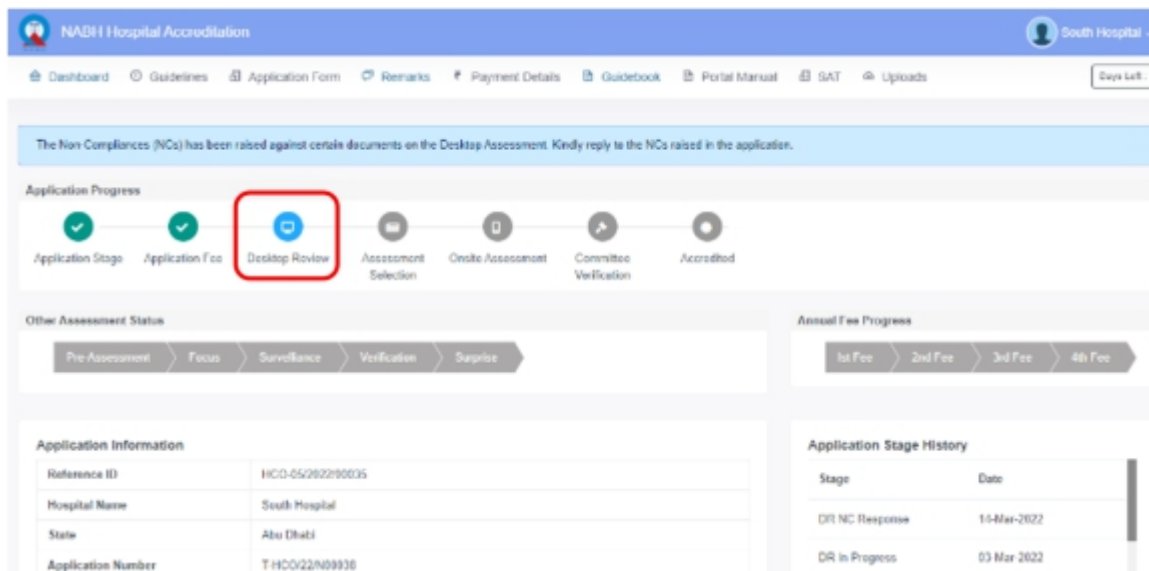 NABH Hospital Accreditation
South Hospital
Dashboard Guidelines Application Form Remarks Payment Details Guidebook Portal Manual SAT Uploads
Days Left :
The Non Compliances (NCs) has been raised against certain documents on the Desktop Assessment. Kindly reply to the NCs raised in the application.
Application Progress
Application Stage Application Fee Desktop Review Assessment Selection Onsite Assessment Committee Verification Accredited
Other Assessment Status
Pre-Assessment Focus Surveillance Verification Surprise
Annual Fee Progress
Ist Fee 2nd Fee 3rd Fee 4th Fee
Application Information
Reference ID
Hospital Name South Hospital
State Abu Dhabi
Application Number
Application Stage History
Stage Date
DR NC Response 14-Mar-2022
DR In Progress 03-Mar-2022